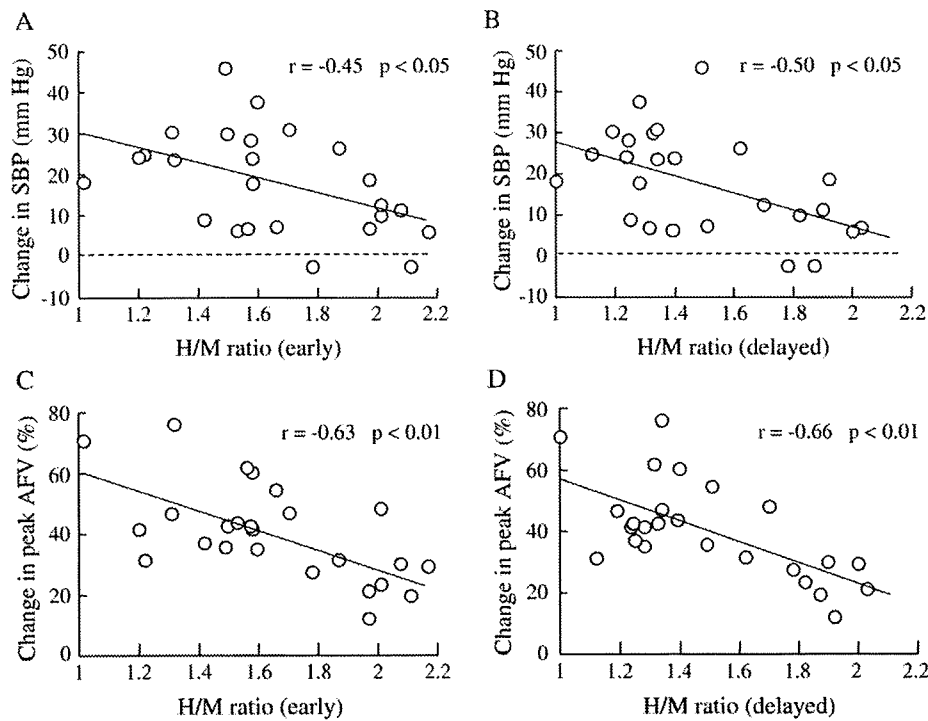 A
Change in SBP (mm Hg)
50
40
30
20
10
0
-10
r = -0.45 p < 0.05
1 1.2 1.4 1.6 1.8 2 2.2
H/M ratio (early)
B
Change in SBP (mm Hg)
50
40
30
20
10
0
-10
r = -0.50 p < 0.05
1 1.2 1.4 1.6 1.8 2 2.2
H/M ratio (delayed)
C
Change in peak AFV (%)
80
60
40
20
0
r = -0.63 p < 0.01
1 1.2 1.4 1.6 1.8 2 2.2
H/M ratio (early)
D
Change in peak AFV (%)
80
60
40
20
0
r = -0.66 p < 0.01
1 1.2 1.4 1.6 1.8 2 2.2
H/M ratio (delayed)